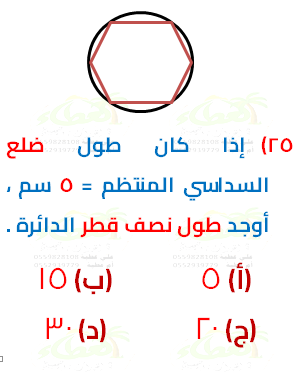 ٢٥) إذا كان طول ضلع
السداسي المنتظم = ٥ سم ،
أوجد طول نصف قطر الدائرة .
(أ) ٥ (ب) ١٥
(ج) ٢٠ (د) ٣٠